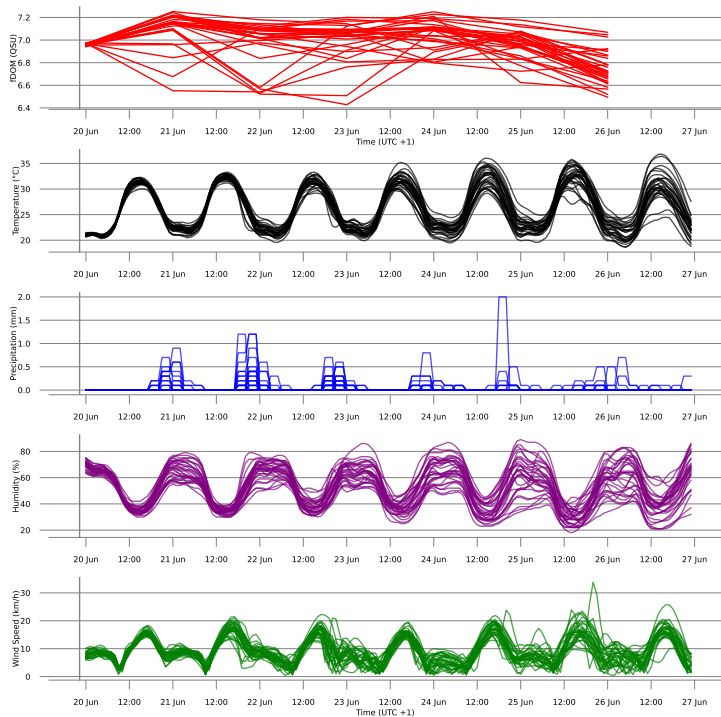 fDOM (QSU)
7.2
7.0
6.8
6.6
6.4
20 Jun 12:00 21 Jun 12:00 22 Jun 12:00 23 Jun 12:00 24 Jun 12:00 25 Jun 12:00 26 Jun 12:00 27 Jun
Time (UTC +1)
Temperature (°C)
35
30
25
20
20 Jun 12:00 21 Jun 12:00 22 Jun 12:00 23 Jun 12:00 24 Jun 12:00 25 Jun 12:00 26 Jun 12:00 27 Jun
Precipitation (mm)
2.0
1.5
1.0
0.5
0.0
20 Jun 12:00 21 Jun 12:00 22 Jun 12:00 23 Jun 12:00 24 Jun 12:00 25 Jun 12:00 26 Jun 12:00 27 Jun
Humidity (%)
80
60
40
20
20 Jun 12:00 21 Jun 12:00 22 Jun 12:00 23 Jun 12:00 24 Jun 12:00 25 Jun 12:00 26 Jun 12:00 27 Jun
Wind Speed (km/h)
30
20
10
0
20 Jun 12:00 21 Jun 12:00 22 Jun 12:00 23 Jun 12:00 24 Jun 12:00 25 Jun 12:00 26 Jun 12:00 27 Jun
Time (UTC +1)